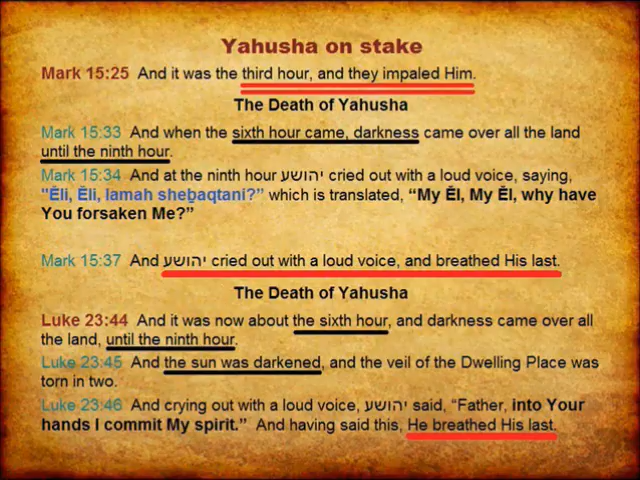 Yahusha on stake
Mark 15:25 And it was the third hour, and they impaled Him.
The Death of Yahusha
Mark 15:33 And when the sixth hour came, darkness came over all the land
until the ninth hour.
Mark 15:34 And at the ninth hour יהושע cried out with a loud voice, saying,
"Ěli, Ěli, lamah sheḇaqtani?” which is translated, “My Ěl, My Ěl, why have
You forsaken Me?”
Mark 15:37 And יהושע cried out with a loud voice, and breathed His last.
The Death of Yahusha
Luke 23:44 And it was now about the sixth hour, and darkness came over all
the land, until the ninth hour.
Luke 23:45 And the sun was darkened, and the veil of the Dwelling Place was
torn in two.
Luke 23:46 And crying out with a loud voice, יהושע said, “Father, into Your
hands I commit My spirit.” And having said this, He breathed His last.